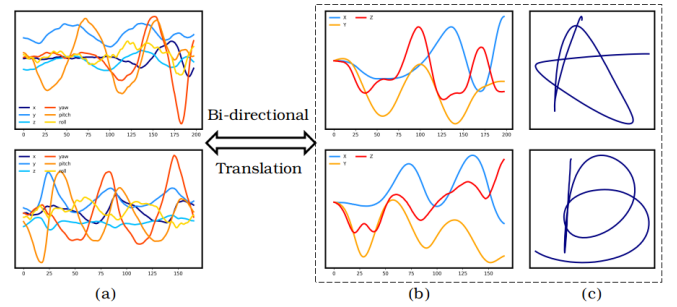 x yaw
y pitch
z roll
0 25 50 75 100 125 150 175 200
x yaw
y pitch
z roll
0 25 50 75 100 125 150
(a)
Bi-directional
Translation
X Z
Y
0 25 50 75 100 125 150 175 200
X Z
Y
0 25 50 75 100 125 150
(b)
(c)